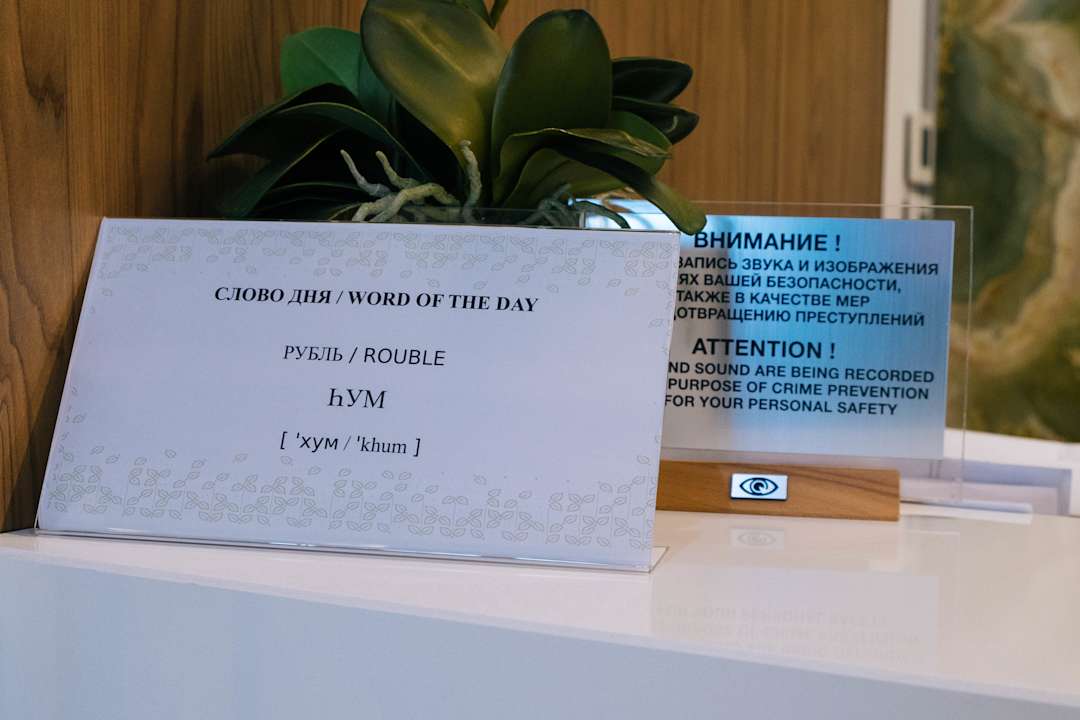 СЛОВО ДНЯ / WORD OF THE DAY
РУБЛЬ / ROUBLE
ҺУМ
[ 'хум / 'khum ]
ВНИМАНИЕ !
ЗАПИСЬ ЗВУКА И ИЗОБРАЖЕНИЯ
ВАШЕЙ БЕЗОПАСНОСТИ,
ТАКЖЕ В КАЧЕСТВЕ МЕР
ПРЕСТУПЛЕНИЙ
ATTENTION !
SOUND ARE BEING RECORDED
PURPOSE OF CRIME PREVENTION
FOR YOUR PERSONAL SAFETY